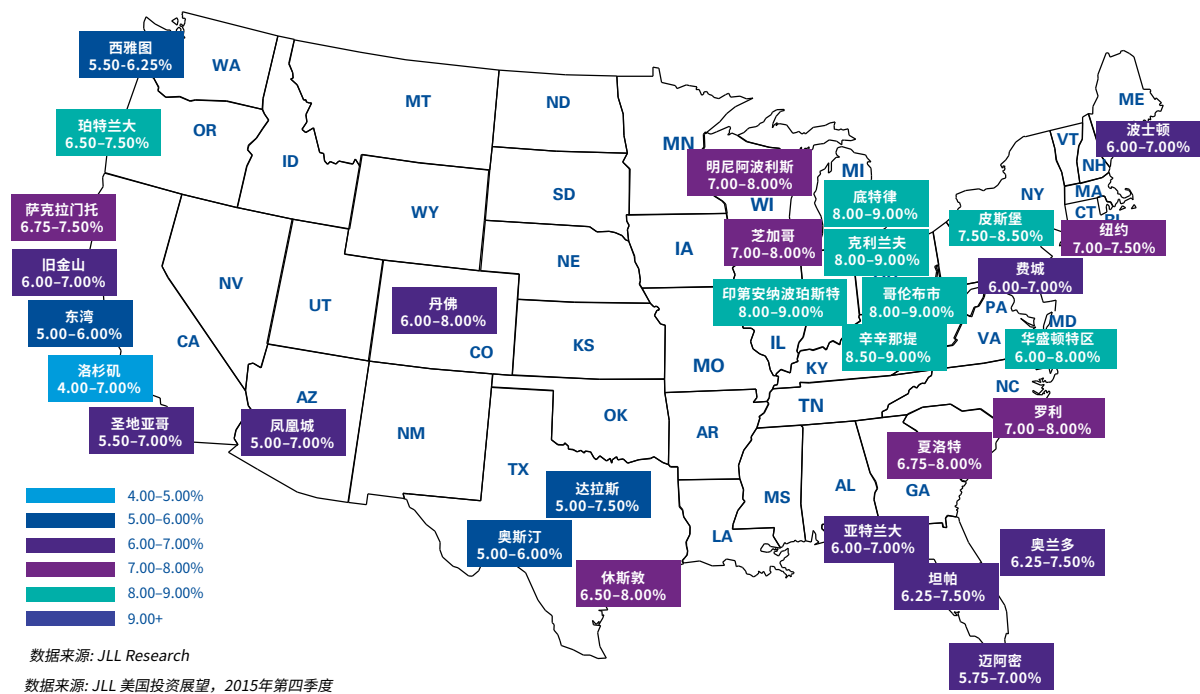 西雅图
5.50-6.25%
WA
MT
ND
MN
ME
珀特兰大
6.50–7.50%
OR
ID
WY
SD
WI
MI
VT
NH
NY
MA
CT
RI
波士顿
6.00–7.00%
明尼阿波利斯
7.00–8.00%
底特律
8.00–9.00%
萨克拉门托
6.75–7.50%
芝加哥
7.00–8.00%
克利兰夫
8.00–9.00%
皮斯堡
7.50–8.50%
纽约
7.00–7.50%
旧金山
6.00–7.00%
NV
UT
NE
IA
费城
6.00–7.00%
东湾
5.00–6.00%
丹佛
6.00–8.00%
CO
印第安纳波珀斯特
8.00–9.00%
哥伦布市
8.00–9.00%
PA
MD
CA
KS
MO
IL
KY
辛辛那提
8.50–9.00%
VA
华盛顿特区
6.00–8.00%
洛杉矶
4.00–7.00%
AZ
NM
OK
AR
TN
NC
圣地亚哥
5.50–7.00%
凤凰城
5.00–7.00%
罗利
7.00 –8.00%
夏洛特
6.75–8.00%
TX
达拉斯
5.00–7.50%
MS
AL
GA
LA
奥斯汀
5.00–6.00%
亚特兰大
6.00–7.00%
奥兰多
6.25–7.50%
休斯敦
6.50–8.00%
坦帕
6.25–7.50%
迈阿密
5.75–7.00%
4.00–5.00%
5.00–6.00%
6.00–7.00%
7.00–8.00%
8.00–9.00%
9.00+
数据来源: JLL Research
数据来源: JLL 美国投资展望，2015年第四季度